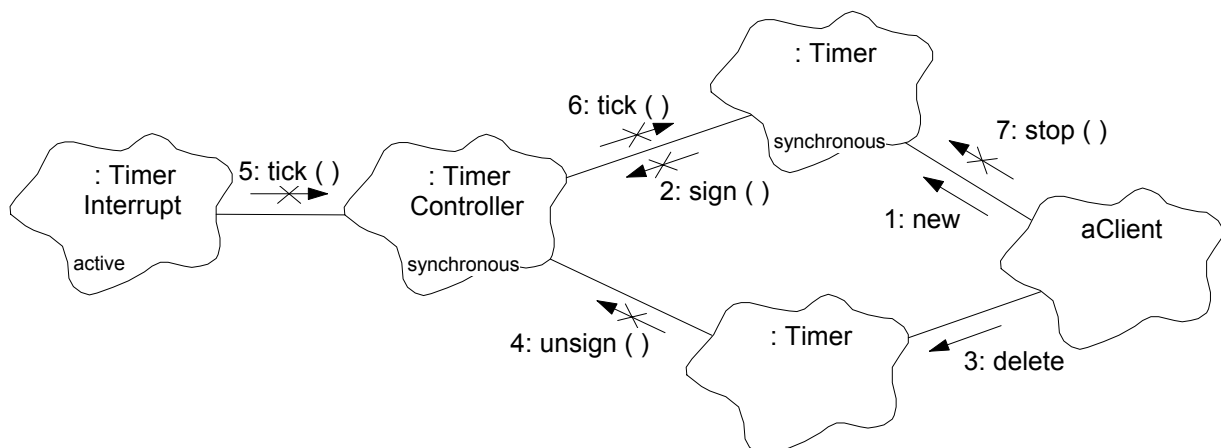 : Timer
synchronous
6: tick ( )
2: sign ( )
7: stop ( )
1: new
: Timer
Interrupt
active
5: tick ( )
: Timer
Controller
synchronous
aClient
4: unsign ( )
: Timer
3: delete